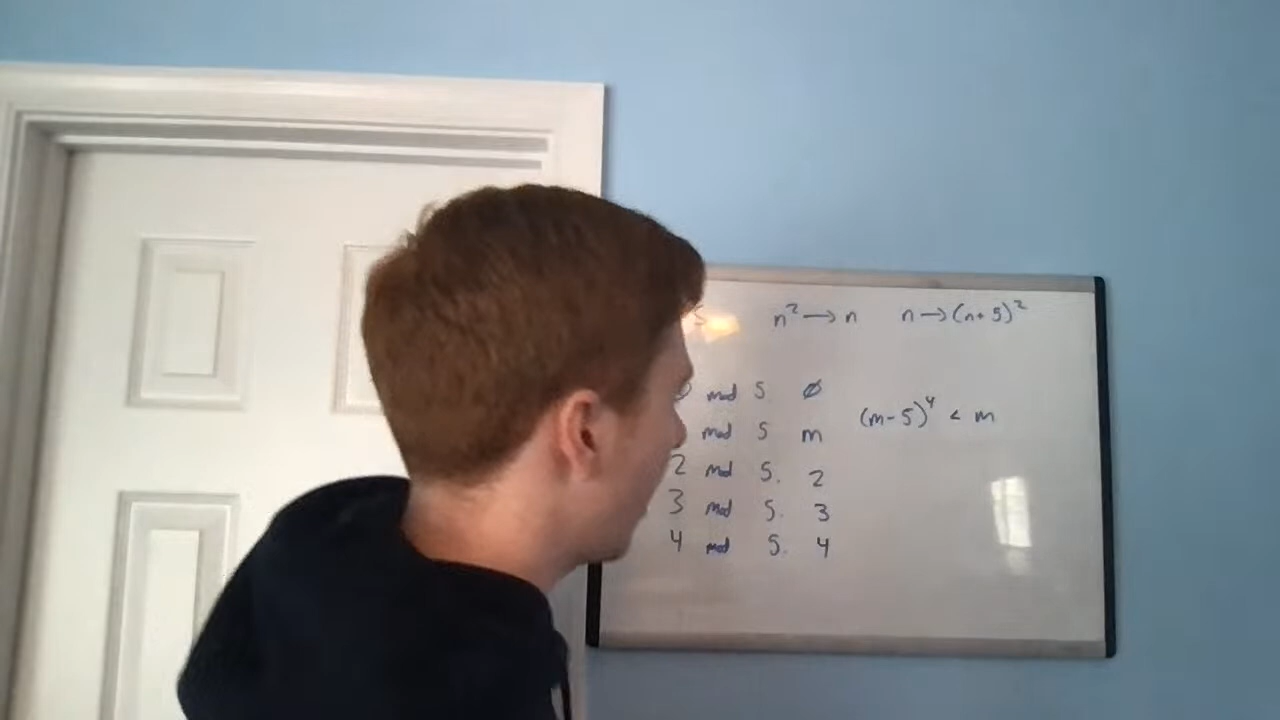 n² → n n → (n+5)²
mod 5 ∅
mod 5 m
(m-5)⁴ < m
2 mod 5. 2
3 mod 5. 3
4 mod 5. 4